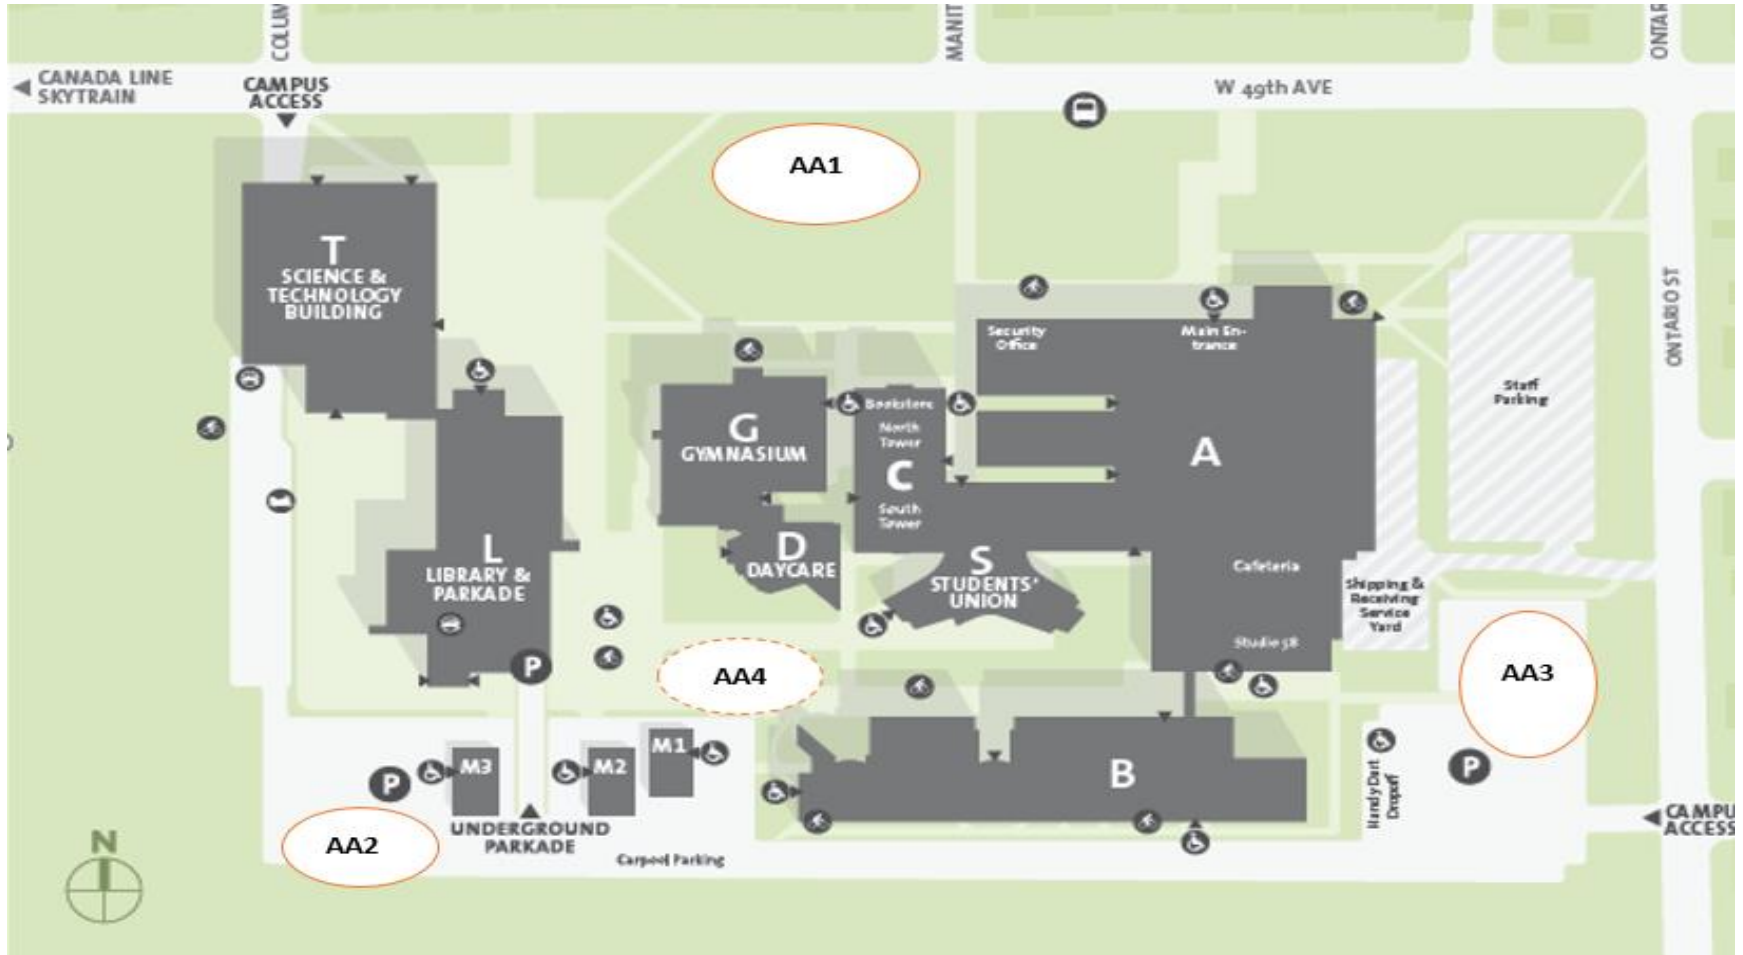 COLUM
MANIT
ONTAR
CANADA LINE
SKYTRAIN
CAMPUS
ACCESS
W 49th AVE
AA1
T
SCIENCE &
TECHNOLOGY
BUILDING
ONTARIO ST
Security
Office
Main En-
trance
Staff
Parking
G
GYMNASIUM
Bookstore
North
Tower
C
South
Tower
A
L
LIBRARY &
PARKADE
D
DAYCARE
S
STUDENTS'
UNION
Cafeteria
Shipping &
Receiving
Service
Yard
Studio 58
P
AA4
AA3
M1
M2
M3
P
B
Handy Dart
Dropoff
P
UNDERGROUND
PARKADE
AA2
Carpool Parking
CAMPU
ACCESS
N